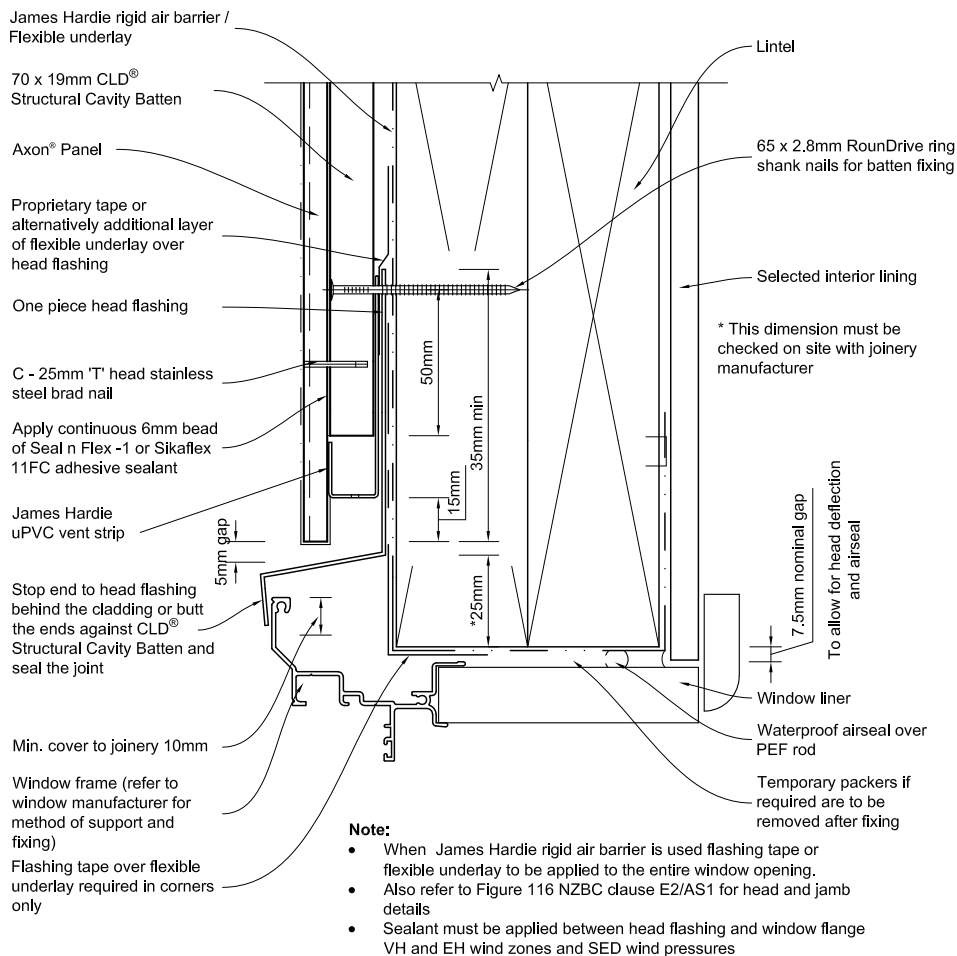 James Hardie rigid air barrier /
Flexible underlay
70 x 19mm CLD®
Structural Cavity Batten
Axon® Panel
Proprietary tape or
alternatively additional layer
of flexible underlay over
head flashing
One piece head flashing
C - 25mm 'T' head stainless
steel brad nail
Apply continuous 6mm bead
of Seal n Flex -1 or Sikaflex
11FC adhesive sealant
James Hardie
uPVC vent strip
5mm gap
Stop end to head flashing
behind the cladding or butt
the ends against CLD®
Structural Cavity Batten and
seal the joint
Min. cover to joinery 10mm
Window frame (refer to
window manufacturer for
method of support and
fixing)
Flashing tape over flexible
underlay required in corners
only
50mm
35mm min
15mm
*25mm
Lintel
65 x 2.8mm RounDrive ring
shank nails for batten fixing
Selected interior lining
* This dimension must be
checked on site with joinery
manufacturer
7.5mm nominal gap
To allow for head deflection
and airseal
Window liner
Waterproof airseal over
PEF rod
Temporary packers if
required are to be
removed after fixing
Note:
• When James Hardie rigid air barrier is used flashing tape or
flexible underlay to be applied to the entire window opening.
• Also refer to Figure 116 NZBC clause E2/AS1 for head and jamb
details
• Sealant must be applied between head flashing and window flange
VH and EH wind zones and SED wind pressures